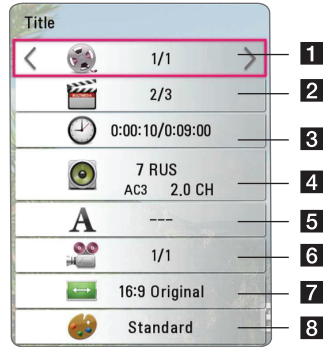 Title
1/1 1
2/3 2
0:00:10/0:09:00 3
7 RUS
AC3 2.0 CH 4
A --- 5
1/1 6
16:9 Original 7
Standard 8